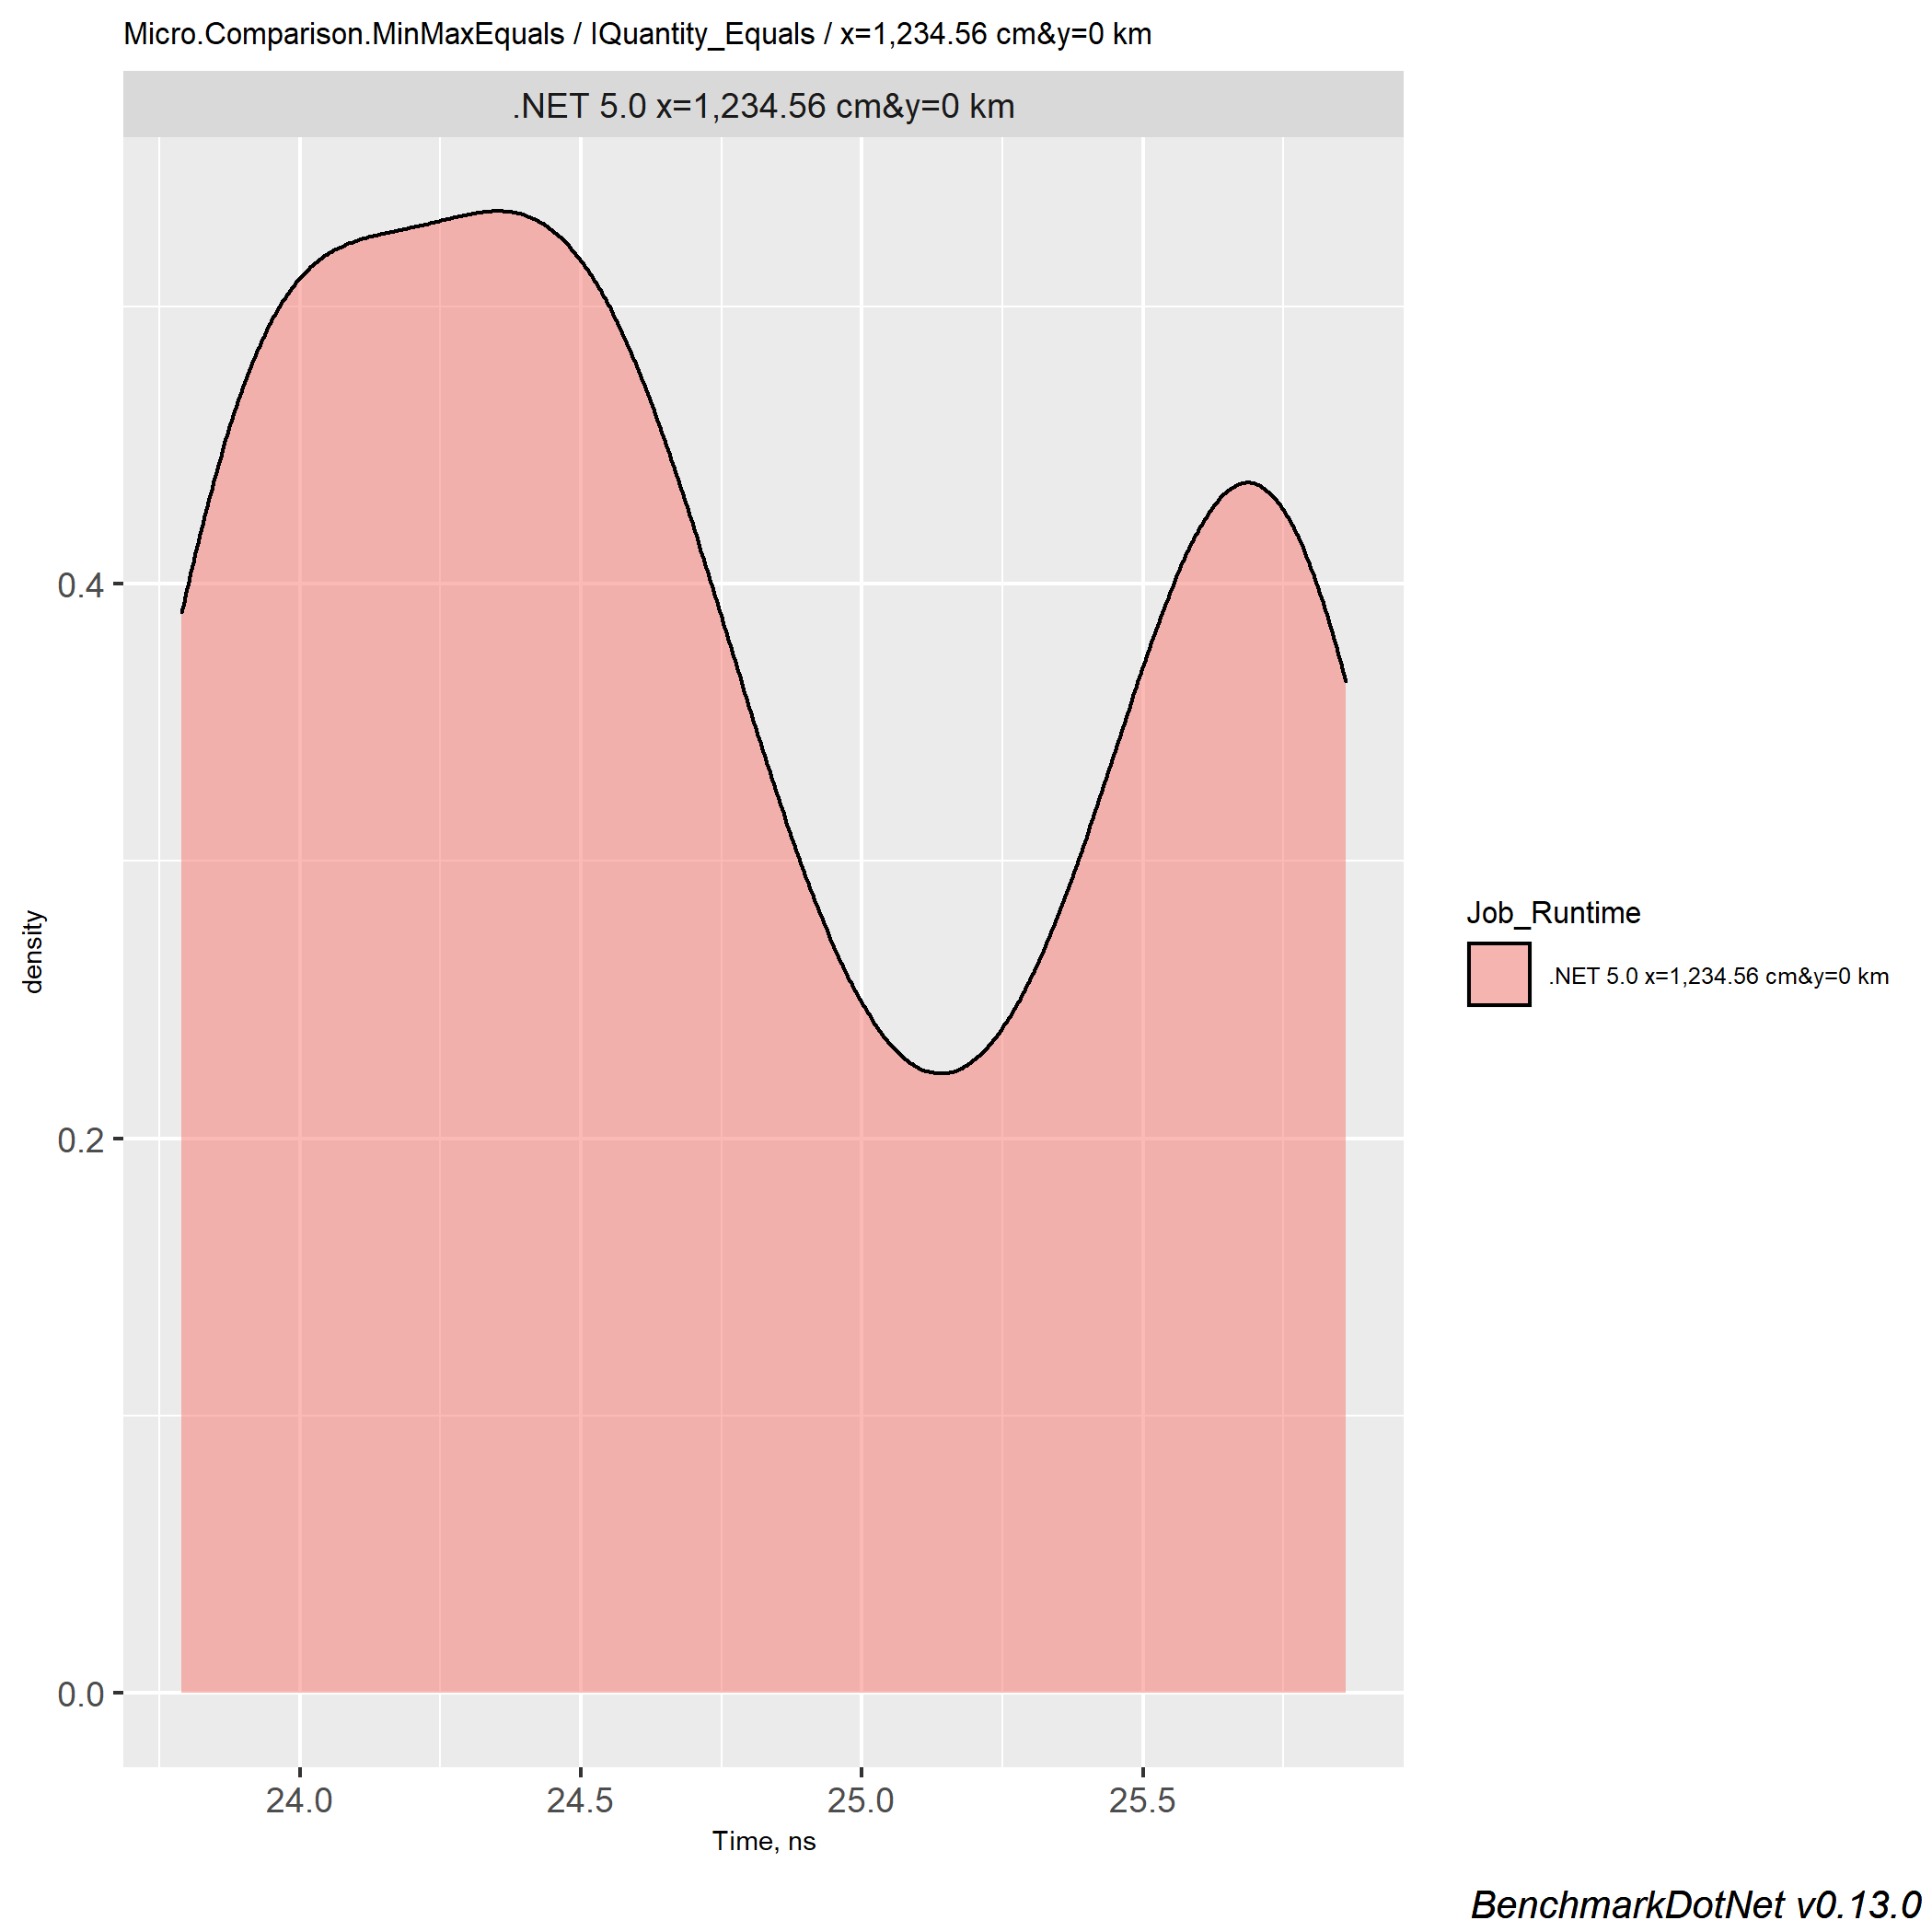 Micro.Comparison.MinMaxEquals / IQuantity_Equals / x=1,234.56 cm&y=0 km
.NET 5.0 x=1,234.56 cm&y=0 km
0.4
0.2
0.0
density
24.0 24.5 25.0 25.5
Time, ns
Job_Runtime
.NET 5.0 x=1,234.56 cm&y=0 km
BenchmarkDotNet v0.13.0